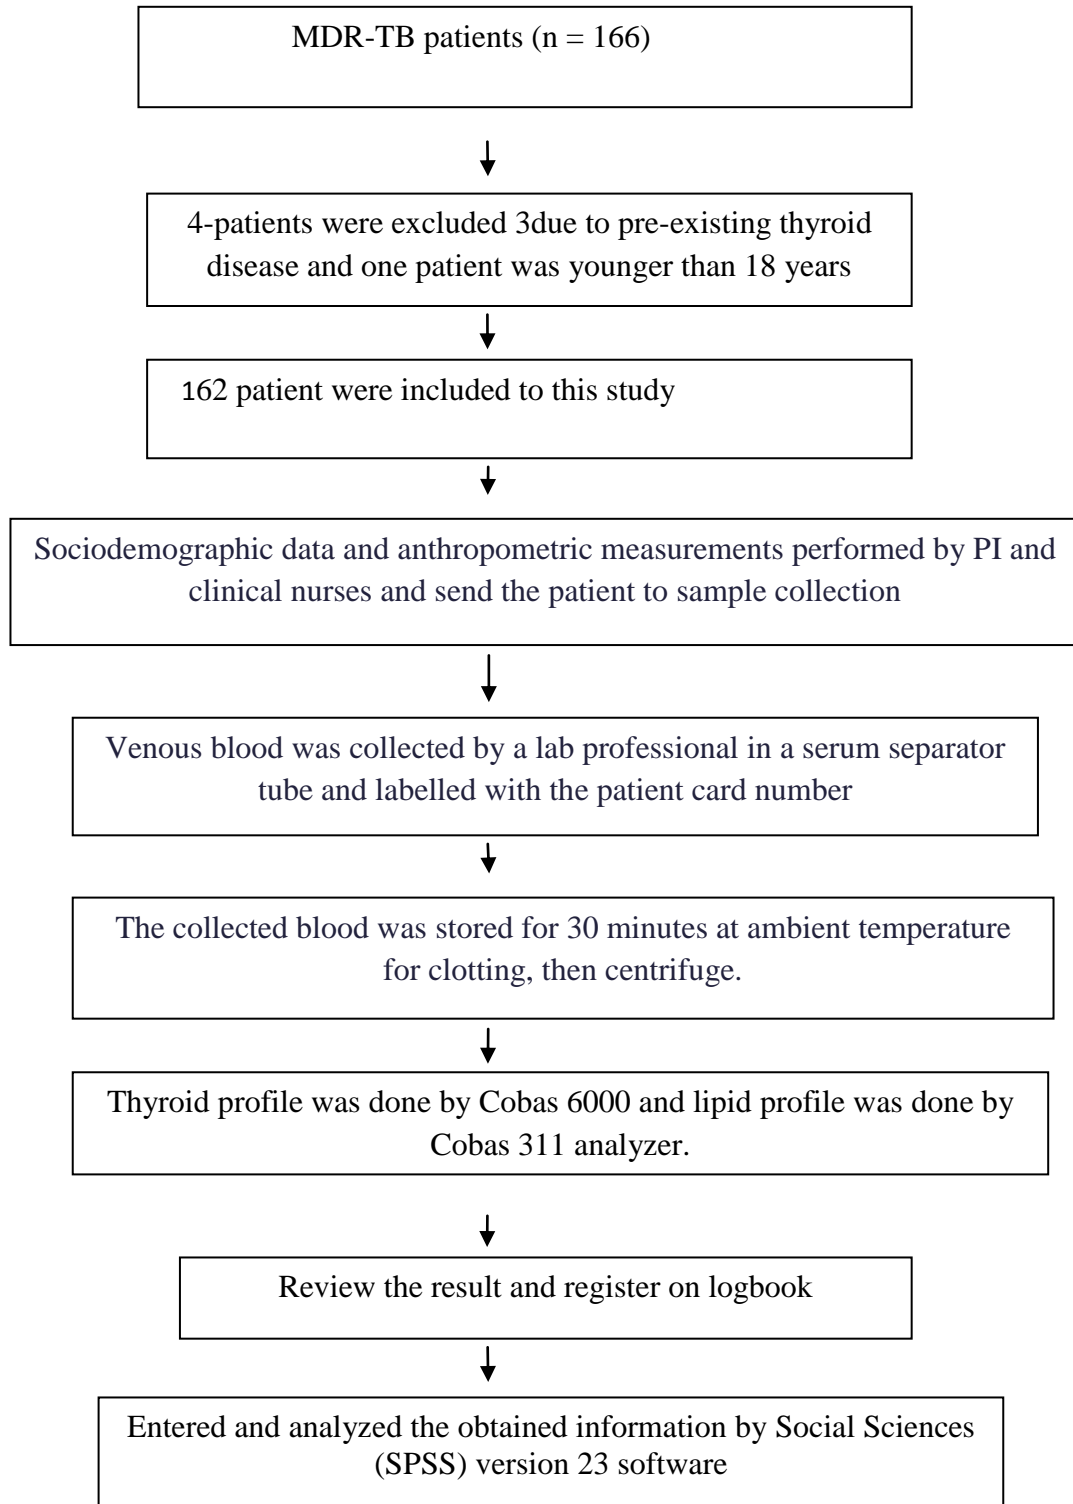 MDR-TB patients (n = 166)
4-patients were excluded 3due to pre-existing thyroid
disease and one patient was younger than 18 years
162 patient were included to this study
Sociodemographic data and anthropometric measurements performed by PI and
clinical nurses and send the patient to sample collection
Venous blood was collected by a lab professional in a serum separator
tube and labelled with the patient card number
The collected blood was stored for 30 minutes at ambient temperature
for clotting, then centrifuge.
Thyroid profile was done by Cobas 6000 and lipid profile was done by
Cobas 311 analyzer.
Review the result and register on logbook
Entered and analyzed the obtained information by Social Sciences
(SPSS) version 23 software